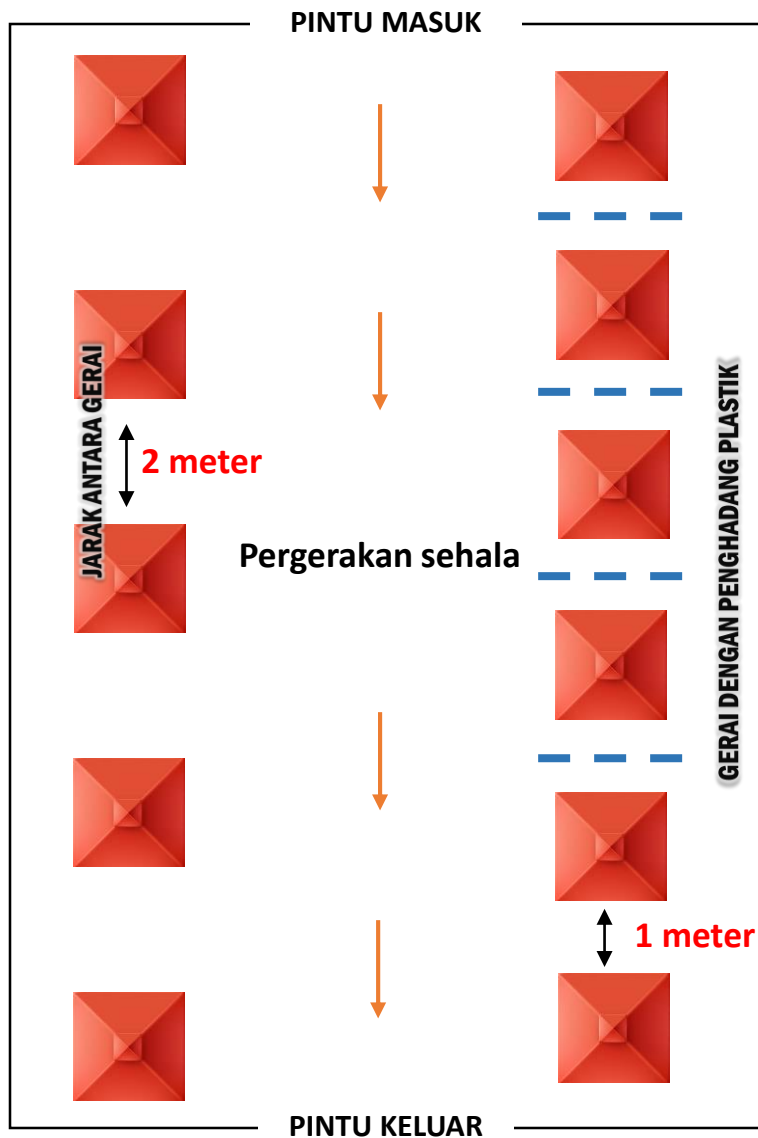 PINTU MASUK
JARAK ANTARA GERAI
2 meter
Pergerakan sehala
GERAI DENGAN PENGHADANG PLASTIK
1 meter
PINTU KELUAR